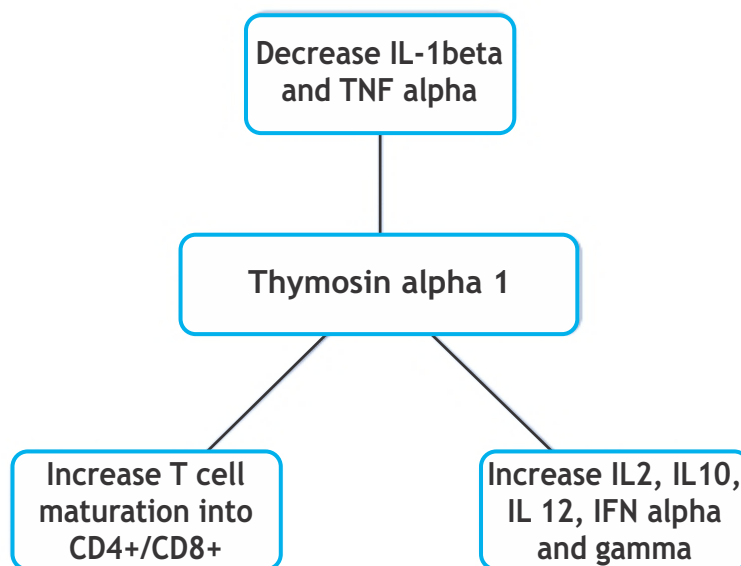 Decrease IL-1beta
and TNF alpha
Thymosin alpha 1
Increase T cell
maturation into
CD4+/CD8+
Increase IL2, IL10,
IL 12, IFN alpha
and gamma